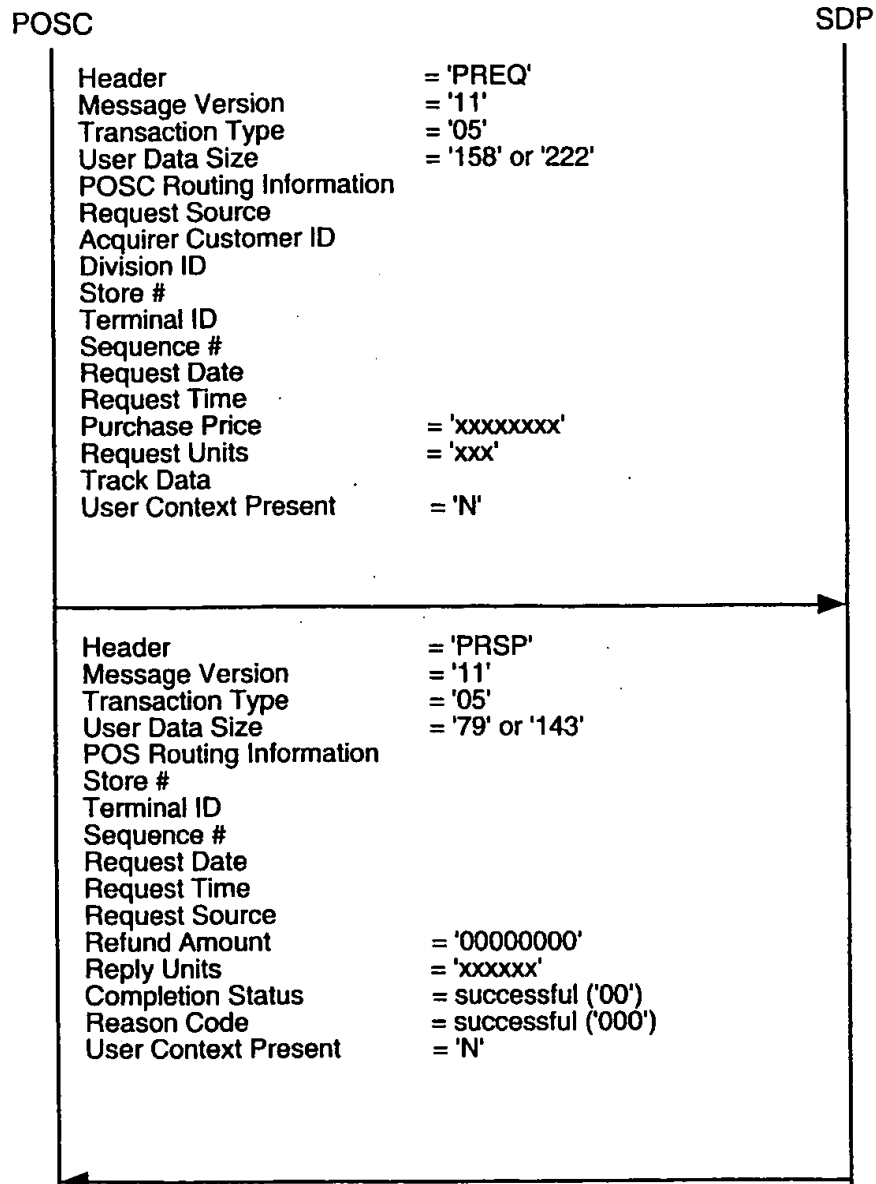 POSC SDP
Header = 'PREQ'
Message Version = '11'
Transaction Type = '05'
User Data Size = '158' or '222'
POSC Routing Information
Request Source
Acquirer Customer ID
Division ID
Store #
Terminal ID
Sequence #
Request Date
Request Time
Purchase Price = 'xxxxxxxx'
Request Units = 'xxx'
Track Data
User Context Present = 'N'
Header = 'PRSP'
Message Version = '11'
Transaction Type = '05'
User Data Size = '79' or '143'
POS Routing Information
Store #
Terminal ID
Sequence #
Request Date
Request Time
Request Source
Refund Amount = '00000000'
Reply Units = 'xxxxxx'
Completion Status = successful ('00')
Reason Code = successful ('000')
User Context Present = 'N'